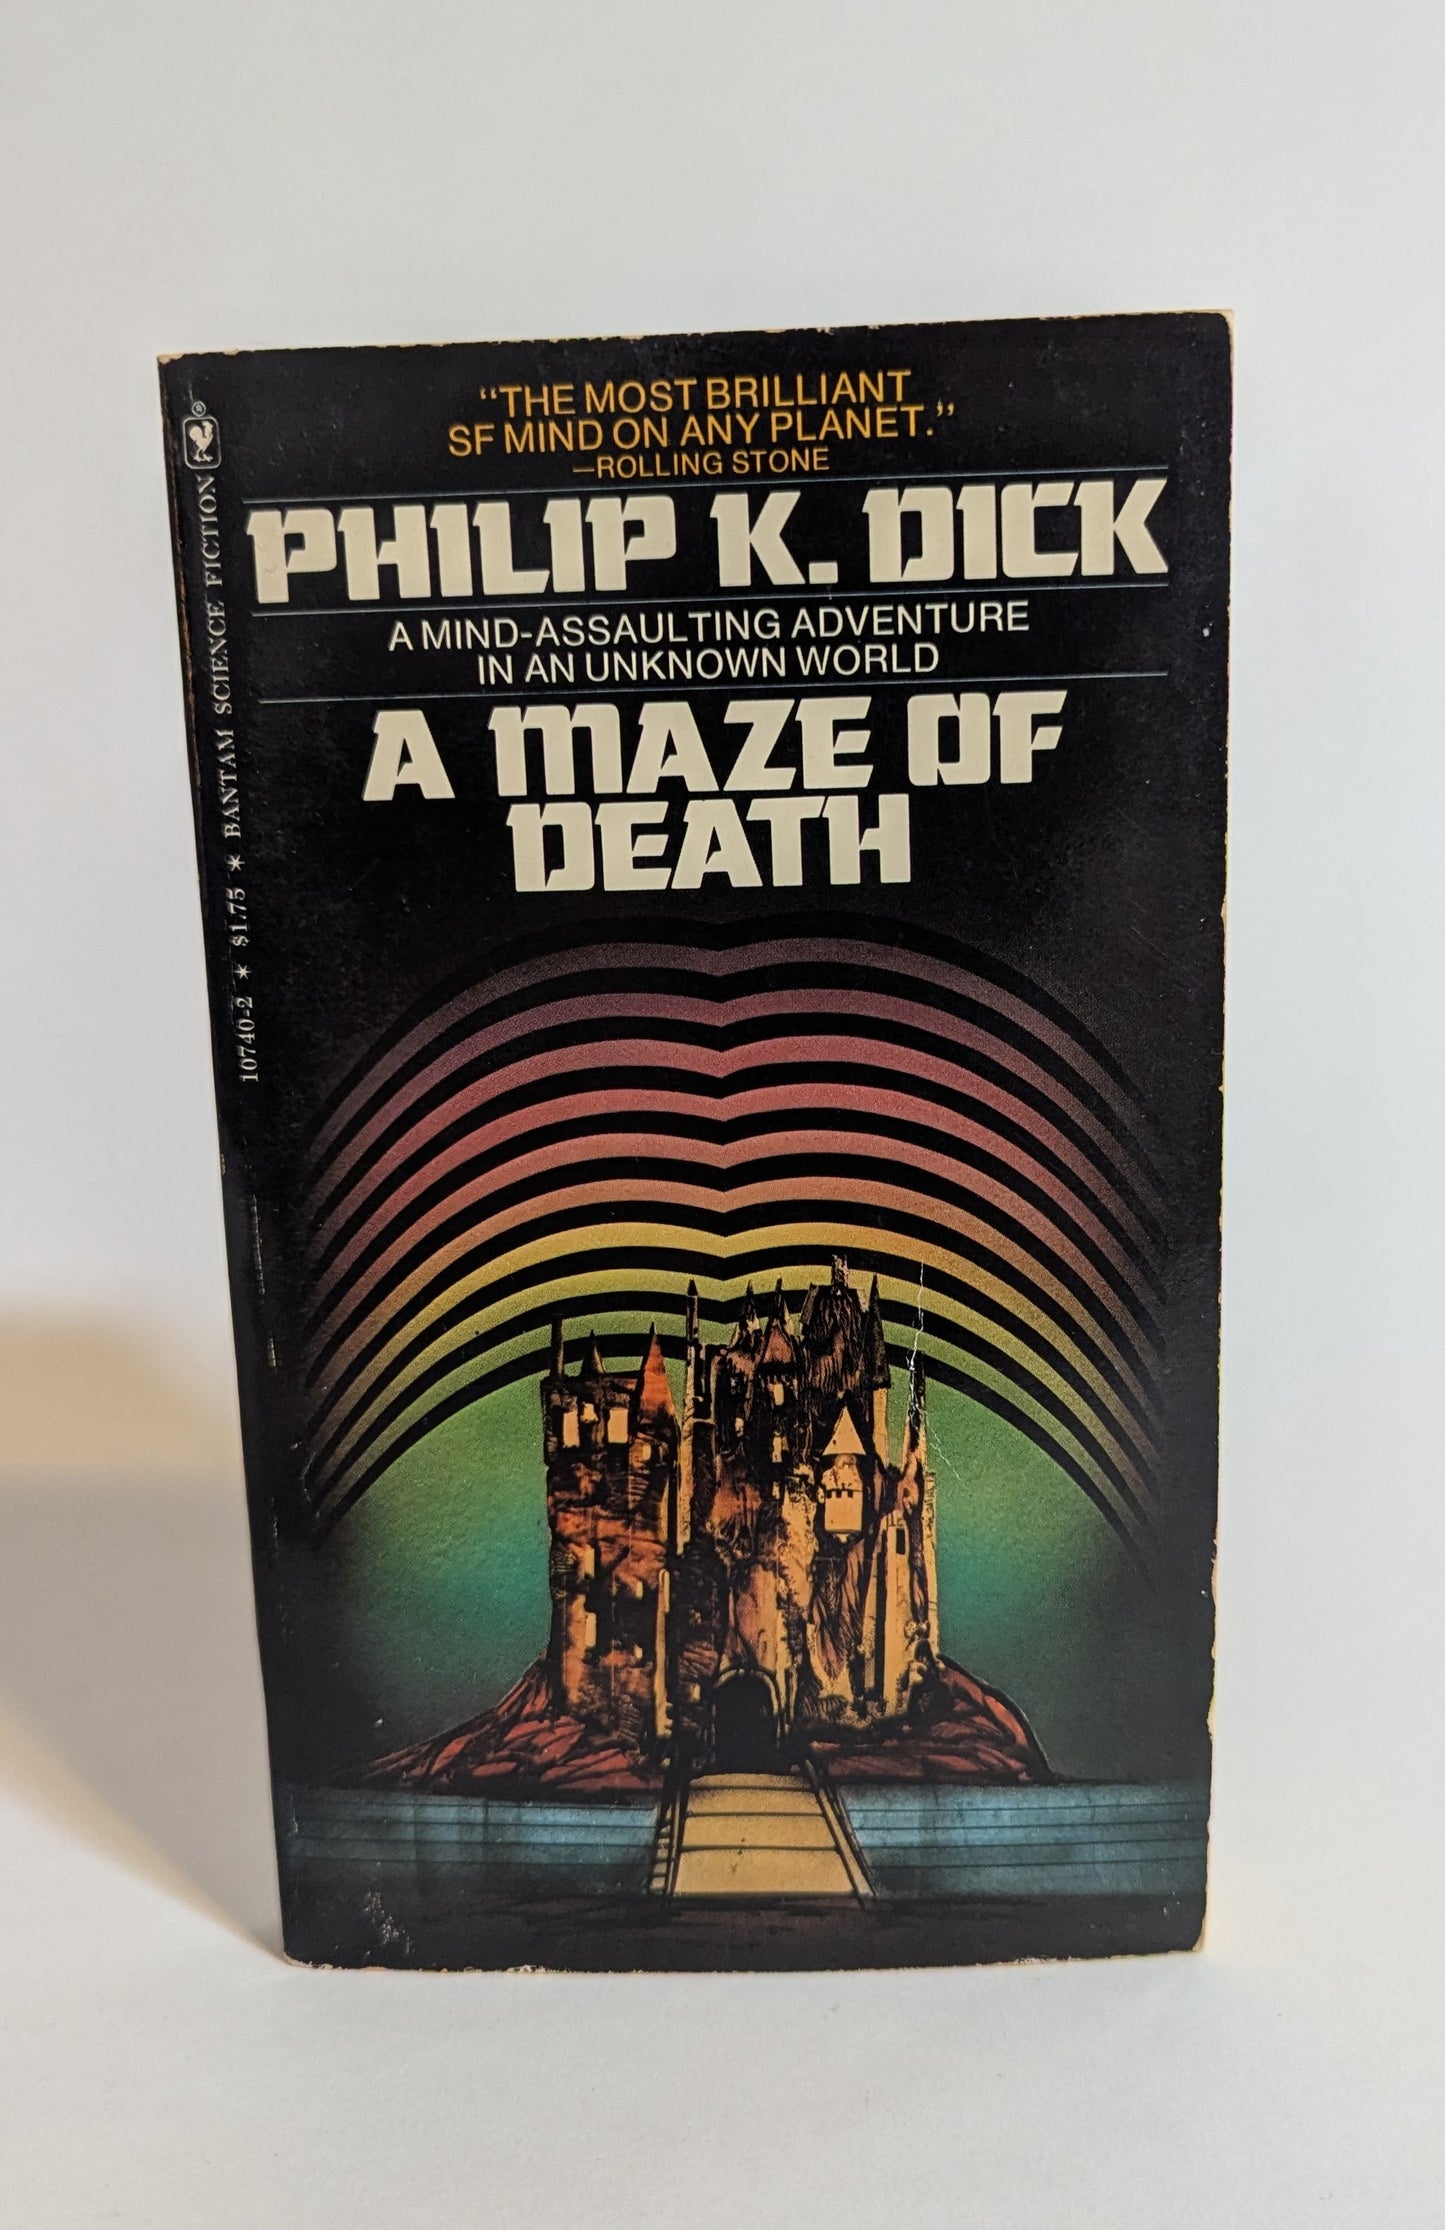 "THE MOST BRILLIANT
SF MIND ON ANY PLANET."
—ROLLING STONE
PHILIP K. DICK
A MIND-ASSAULTING ADVENTURE
IN AN UNKNOWN WORLD
A MAZE OF
DEATH
10740-2 * $1.75 * BANTAM SCIENCE FICTION ®